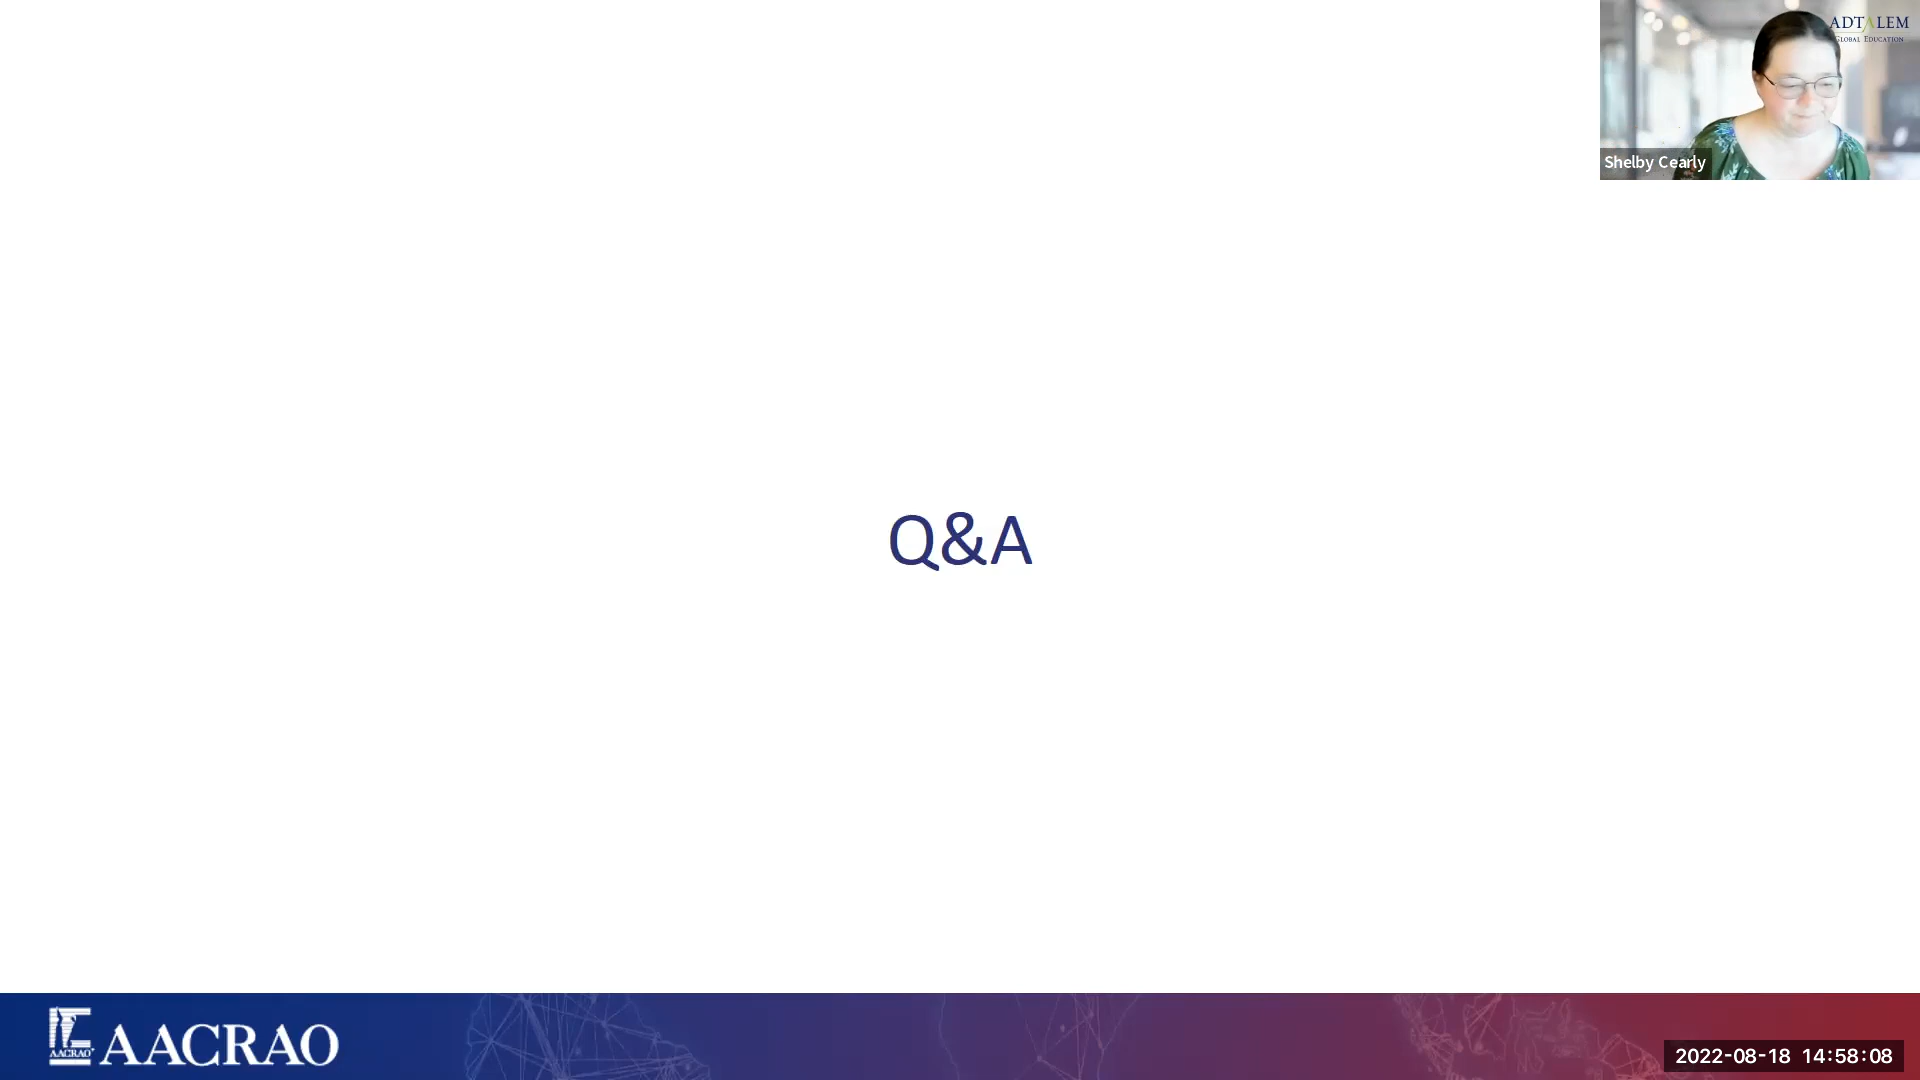 ADTALEM
GLOBAL EDUCATION
Shelby Cearly
Q&A
AACRAO
AACRAO
2022-08-18 14:58:08